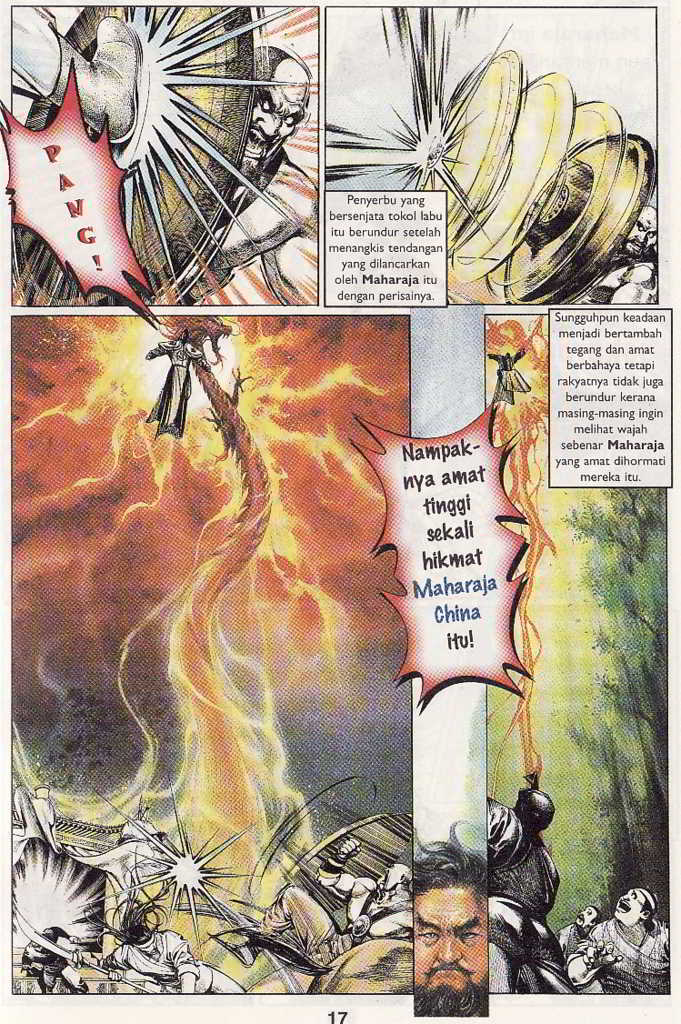 PANG!
Penyerbu yang
bersenjata tokol labu
itu berundur setelah
menangkis tendangan
yang dilancarkan
oleh Maharaja itu
dengan perisainya.
Sungguhpun keadaan
menjadi bertambah
tegang dan amat
berbahaya tetapi
rakyatnya tidak juga
berundur kerana
masing-masing ingin
melihat wajah
sebenar Maharaja
yang amat dihormati
mereka itu.
Nampak-
nya amat
tinggi
sekali
hikmat
Maharaja
China
itu!
17